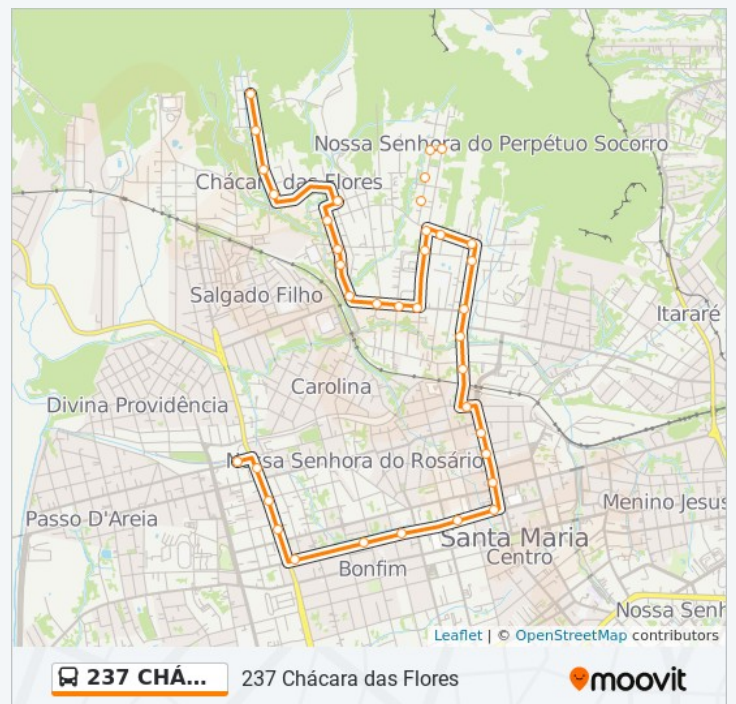 Nossa Senhora do Perpétuo Socorro
Chácara das Flores
Salgado Filho
Itararé
Carolina
Divina Providência
Nossa Senhora do Rosário
Menino Jesus
Passo D'Areia
Santa Maria
Centro
Bonfim
Nossa Senh
Leaflet | © OpenStreetMap contributors
237 CHÁ... 237 Chácara das Flores moovit